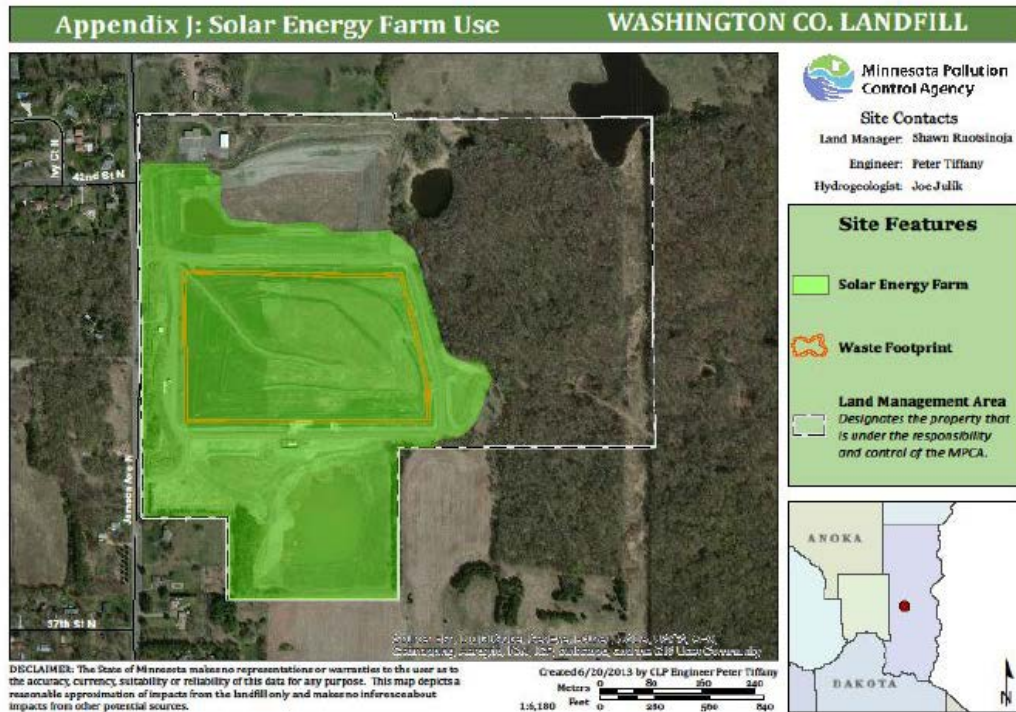 Appendix J: Solar Energy Farm Use
WASHINGTON CO. LANDFILL
Minnesota Pollution
Control Agency
Site Contacts
Land Manager: Shawn Ruotsinoja
Engineer: Peter Tiffany
Hydrogeologist: Joe Julik
Ivy Ct N
42nd St N
Jamaca Ave N
37th St N
Site Features
Solar Energy Farm
Waste Footprint
Land Management Area
Designates the property that
is under the responsibility
and control of the MPCA.
ANOKA
DAKOTA
N
DISCLAIMER: The State of Minnesota makes no representations or warranties to the user as to
the accuracy, currency, suitability or reliability of this data for any purpose. This map depicts a
reasonable approximation of impacts from the landfill only and makes no inference about
impacts from other potential sources.
Created 6/20/2013 by CLP Engineer Peter Tiffany
Meters 0 80 160 240
1:6,180 Feet 0 280 560 840